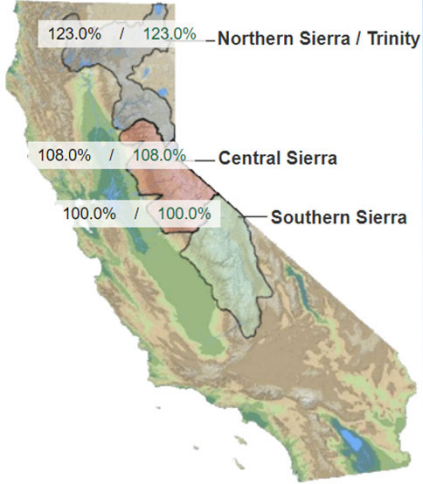 123.0% / 123.0% Northern Sierra / Trinity
108.0% / 108.0% Central Sierra
100.0% / 100.0% Southern Sierra